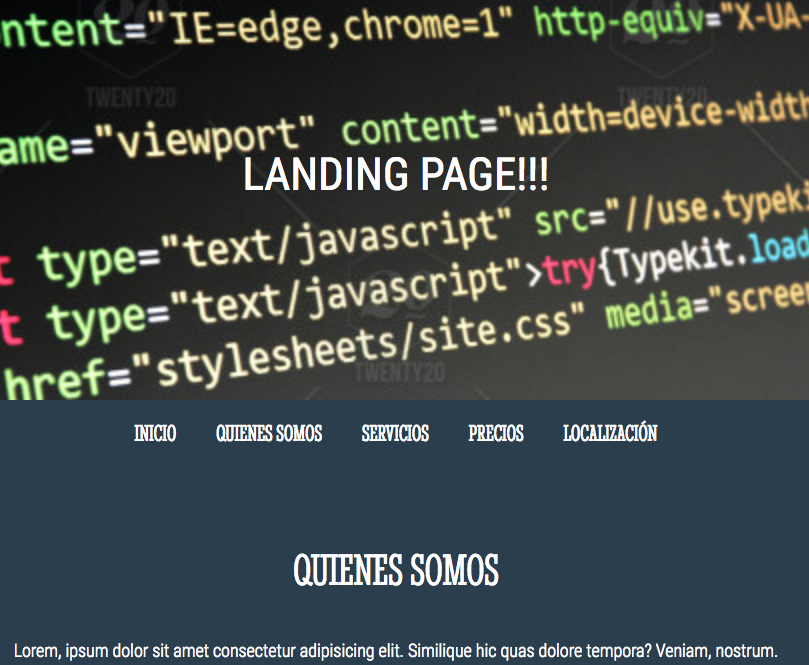 ntent="IE=edge,chrome=1" http-equiv="X-UA
TWENTY20 TWENTY20
ame="viewport" content="width=device-width
LANDING PAGE!!!
t type="text/javascript" src="//use.typeki
t type="text/javascript">try{Typekit.load
href="stylesheets/site.css" media="screen
TWENTY20
INICIO QUIENES SOMOS SERVICIOS PRECIOS LOCALIZACIÓN
QUIENES SOMOS
Lorem, ipsum dolor sit amet consectetur adipisicing elit. Similique hic quas dolore tempora? Veniam, nostrum.